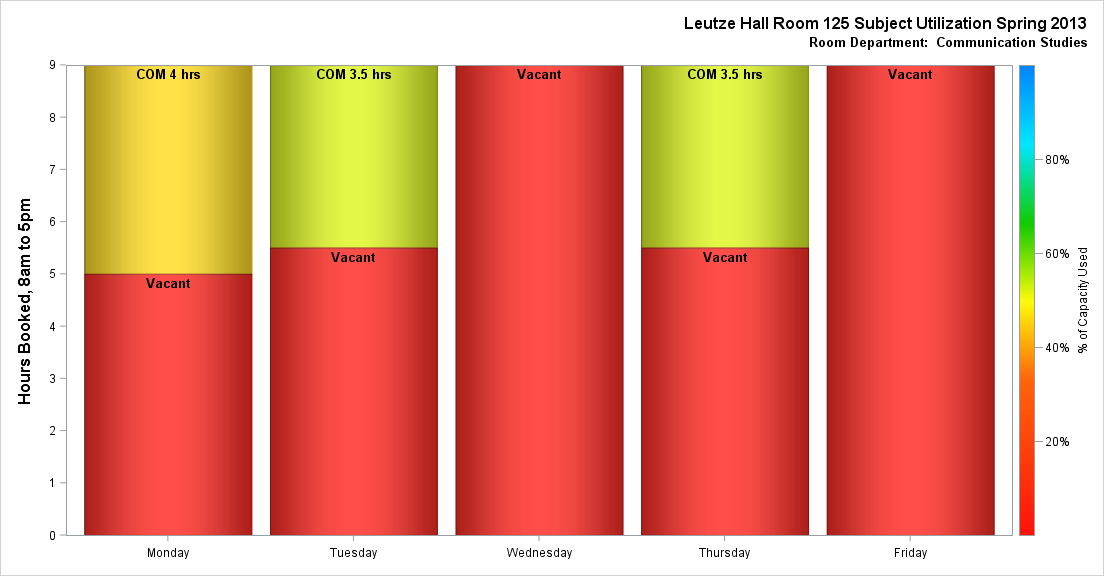 Leutze Hall Room 125 Subject Utilization Spring 2013
Room Department:  Communication Studies
Hours Booked, 8am to 5pm
9
8
7
6
5
4
3
2
1
0
COM 4 hrs
Vacant
COM 3.5 hrs
Vacant
Vacant
COM 3.5 hrs
Vacant
Vacant
Monday
Tuesday
Wednesday
Thursday
Friday
80%
60%
40%
20%
% of Capacity Used